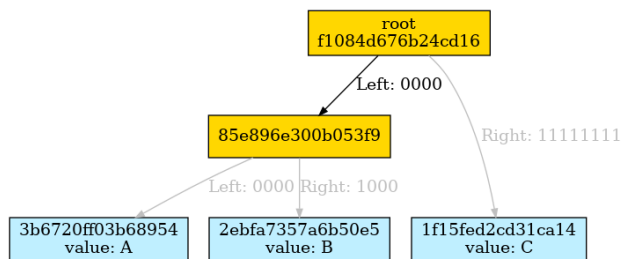 root
f1084d676b24cd16
Left: 0000
85e896e300b053f9
Right: 11111111
Left: 0000
Right: 1000
3b6720ff03b68954
value: A
2ebfa7357a6b50e5
value: B
1f15fed2cd31ca14
value: C